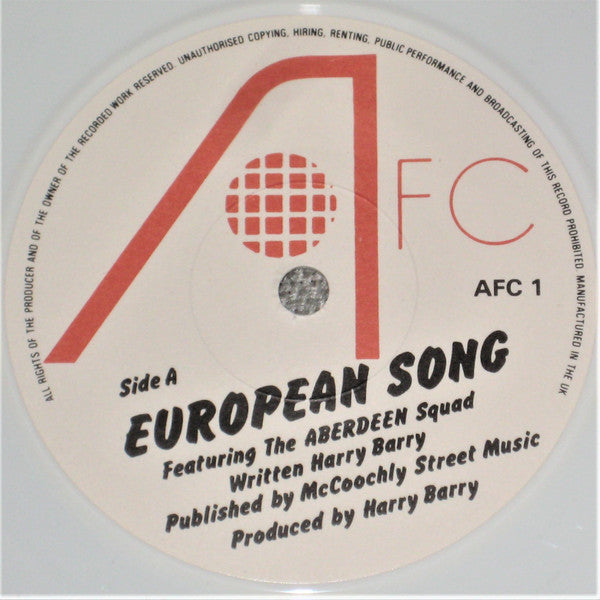 ALL RIGHTS OF THE PRODUCER AND OF THE OWNER OF THE RECORDED WORK RESERVED. UNAUTHORISED COPYING, HIRING, RENTING, PUBLIC PERFORMANCE AND BROADCASTING OF THIS RECORD PROHIBITED. MANUFACTURED IN THE UK
AFC
AFC 1
Side A
EUROPEAN SONG
Featuring The ABERDEEN Squad
Written Harry Barry
Published by McCoochly Street Music
Produced by Harry Barry